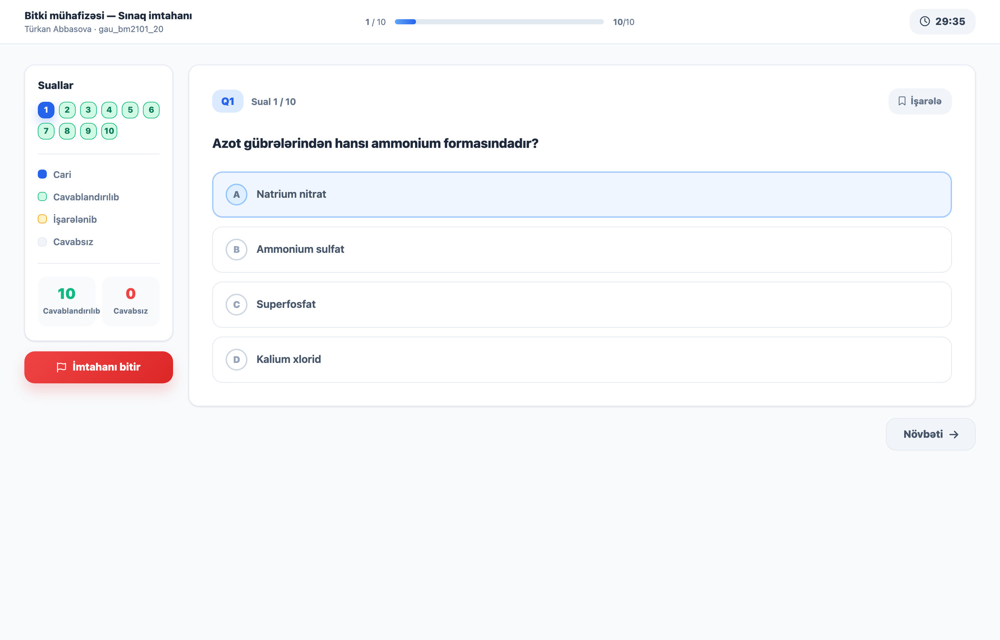 Bitki mühafizəsi — Sınaq imtahanı
Türkan Abbasova · gau_bm2101_20
1 / 10
10/10
29:35
Suallar
1 2 3 4 5 6
7 8 9 10
Cari
Cavablandırılıb
İşarələnib
Cavabsız
10 0
Cavablandırılıb Cavabsız
İmtahanı bitir
Q1 Sual 1 / 10
İşarələ
Azot gübrələrindən hansı ammonium formasındadır?
A Natrium nitrat
B Ammonium sulfat
C Superfosfat
D Kalium xlorid
Növbəti →